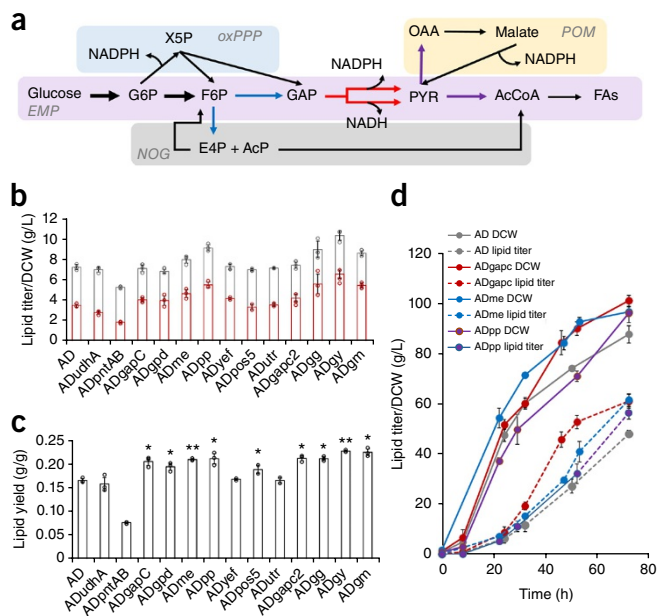 a
X5P oxPPP
NADPH
OAA Malate POM
NADPH
NADPH
Glucose G6P F6P GAP PYR AcCoA FAs
EMP
NADH
NOG E4P + AcP
b
Lipid titer/DCW (g/L)
12
10
8
6
4
2
0
AD
ADudhA
ADpntAB
ADgapC
ADgpd
ADme
ADpp
ADyef
ADpos5
ADutr
ADgapc2
ADgg
ADgy
ADgm
c
Lipid yield (g/g)
0.25
0.20
0.15
0.10
0.05
0
* * ** * * * * ** *
AD
ADudhA
ADpntAB
ADgapC
ADgpd
ADme
ADpp
ADyef
ADpos5
ADutr
ADgapc2
ADgg
ADgy
ADgm
d
AD DCW
AD lipid titer
ADgapc DCW
ADgapc lipid titer
ADme DCW
ADme lipid titer
ADpp DCW
ADpp lipid titer
Lipid titer/DCW (g/L)
120
100
80
60
40
20
0
0 20 40 60 80
Time (h)